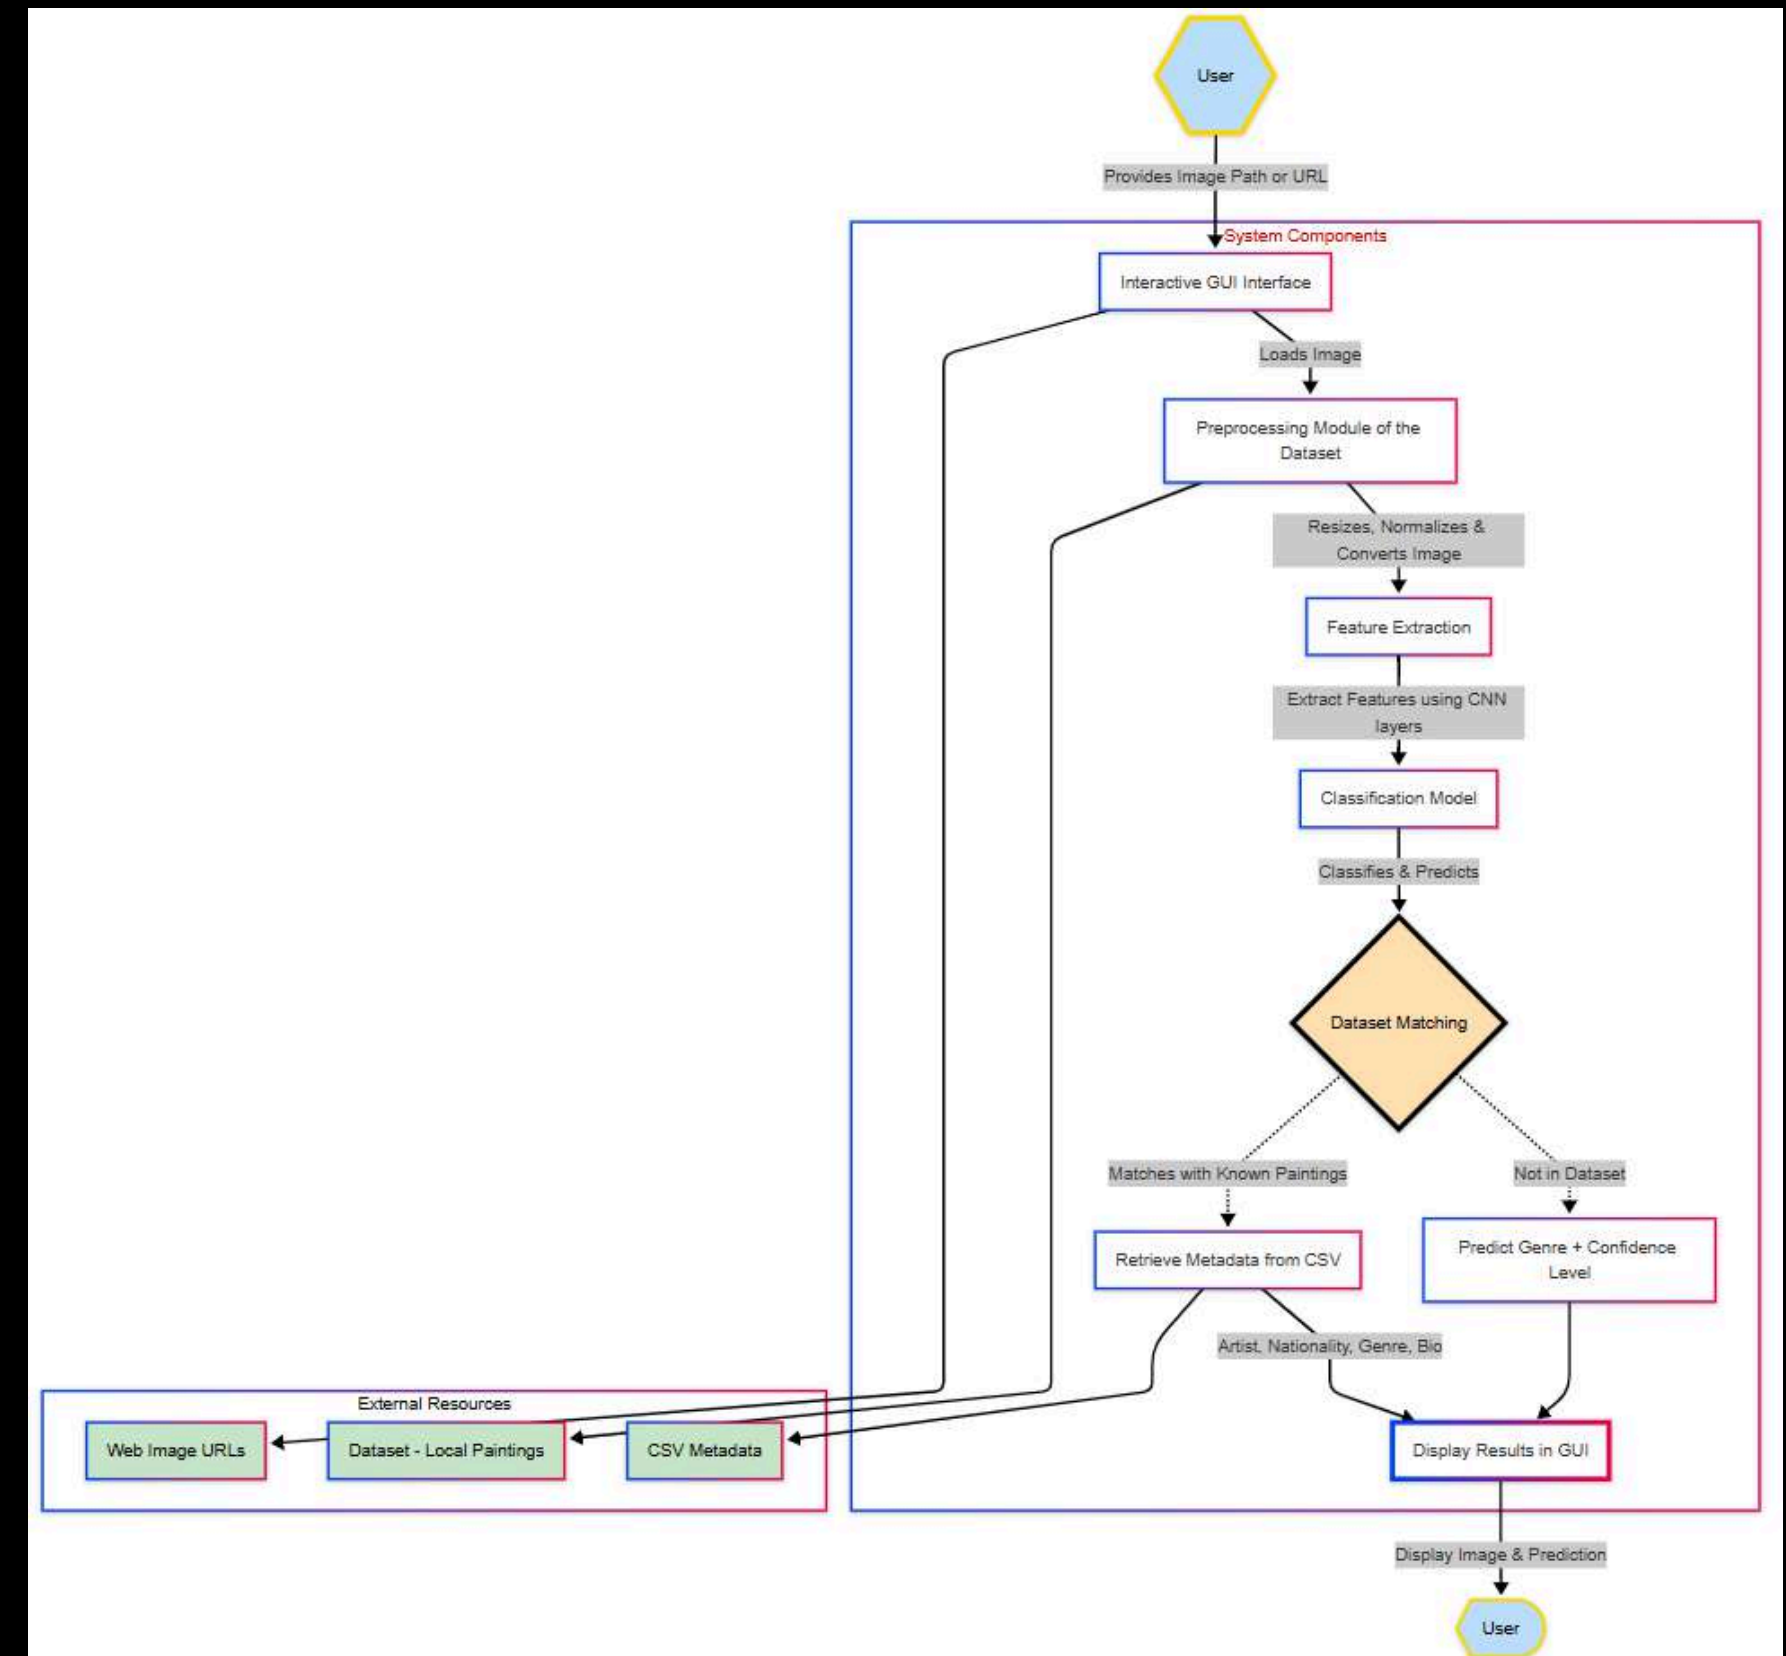 User
Provides Image Path or URL
System Components
Interactive GUI Interface
Loads Image
Preprocessing Module of the
Dataset
Resizes, Normalizes &
Converts Image
Feature Extraction
Extract Features using CNN
layers
Classification Model
Classifies & Predicts
Dataset Matching
Matches with Known Paintings
Not in Dataset
Retrieve Metadata from CSV
Predict Genre + Confidence
Level
Artist, Nationality, Genre, Bio
External Resources
Web Image URLs
Dataset - Local Paintings
CSV Metadata
Display Results in GUI
Display Image & Prediction
User